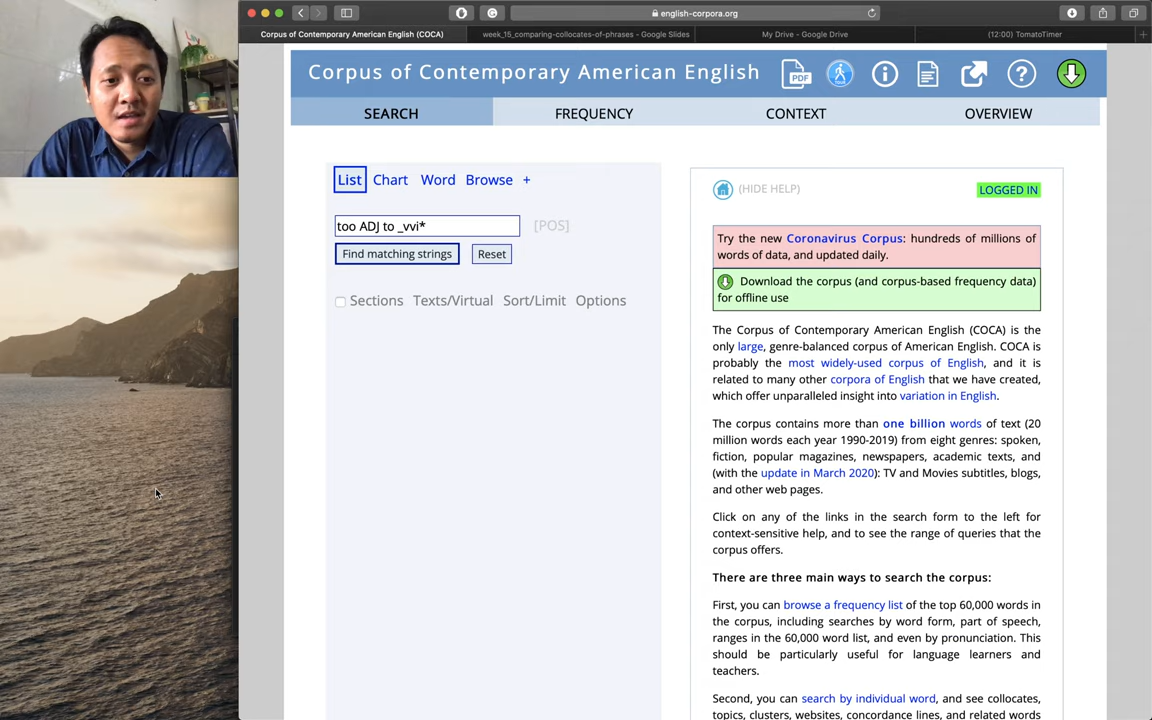 english-corpora.org
Corpus of Contemporary American English (COCA)
week_15_comparing-collocates-of-phrases - Google Slides
My Drive - Google Drive
(12:00) TomatoTimer
Corpus of Contemporary American English
PDF
SEARCH
FREQUENCY
CONTEXT
OVERVIEW
List Chart Word Browse +
too ADJ to _vvi*
[POS]
Find matching strings
Reset
Sections Texts/Virtual Sort/Limit Options
(HIDE HELP)
LOGGED IN
Try the new Coronavirus Corpus: hundreds of millions of
words of data, and updated daily.
Download the corpus (and corpus-based frequency data)
for offline use
The Corpus of Contemporary American English (COCA) is the
only large, genre-balanced corpus of American English. COCA is
probably the most widely-used corpus of English, and it is
related to many other corpora of English that we have created,
which offer unparalleled insight into variation in English.
The corpus contains more than one billion words of text (20
million words each year 1990-2019) from eight genres: spoken,
fiction, popular magazines, newspapers, academic texts, and
(with the update in March 2020): TV and Movies subtitles, blogs,
and other web pages.
Click on any of the links in the search form to the left for
context-sensitive help, and to see the range of queries that the
corpus offers.
There are three main ways to search the corpus:
First, you can browse a frequency list of the top 60,000 words in
the corpus, including searches by word form, part of speech,
ranges in the 60,000 word list, and even by pronunciation. This
should be particularly useful for language learners and
teachers.
Second, you can search by individual word, and see collocates,
topics, clusters, websites, concordance lines, and related words